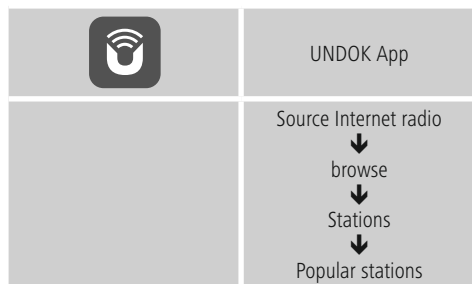 UNDOK App
Source Internet radio
browse
Stations
Popular stations